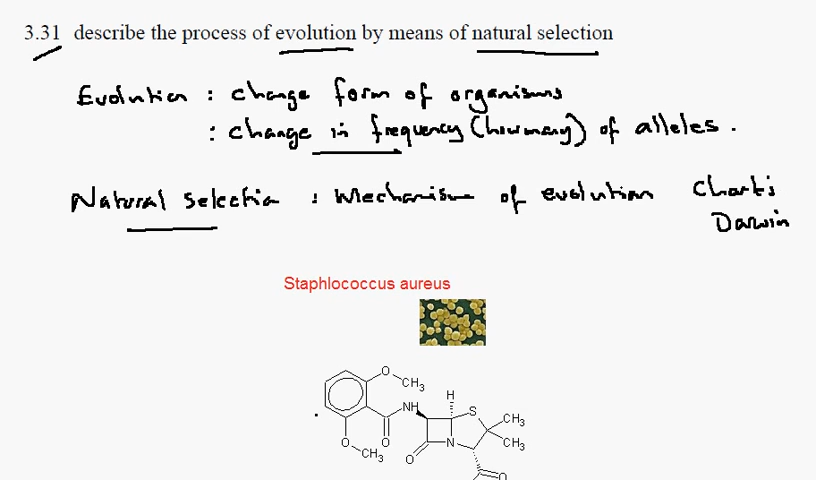 3.31 describe the process of evolution by means of natural selection
Evolution : change form of organisms
: change in frequency (how many) of alleles .
Natural Selection : Mechanism of evolution Charles
Darwin
Staphlococcus aureus
O
CH3
H
NH
S
CH3
O
O
N
CH3
CH3
O
O